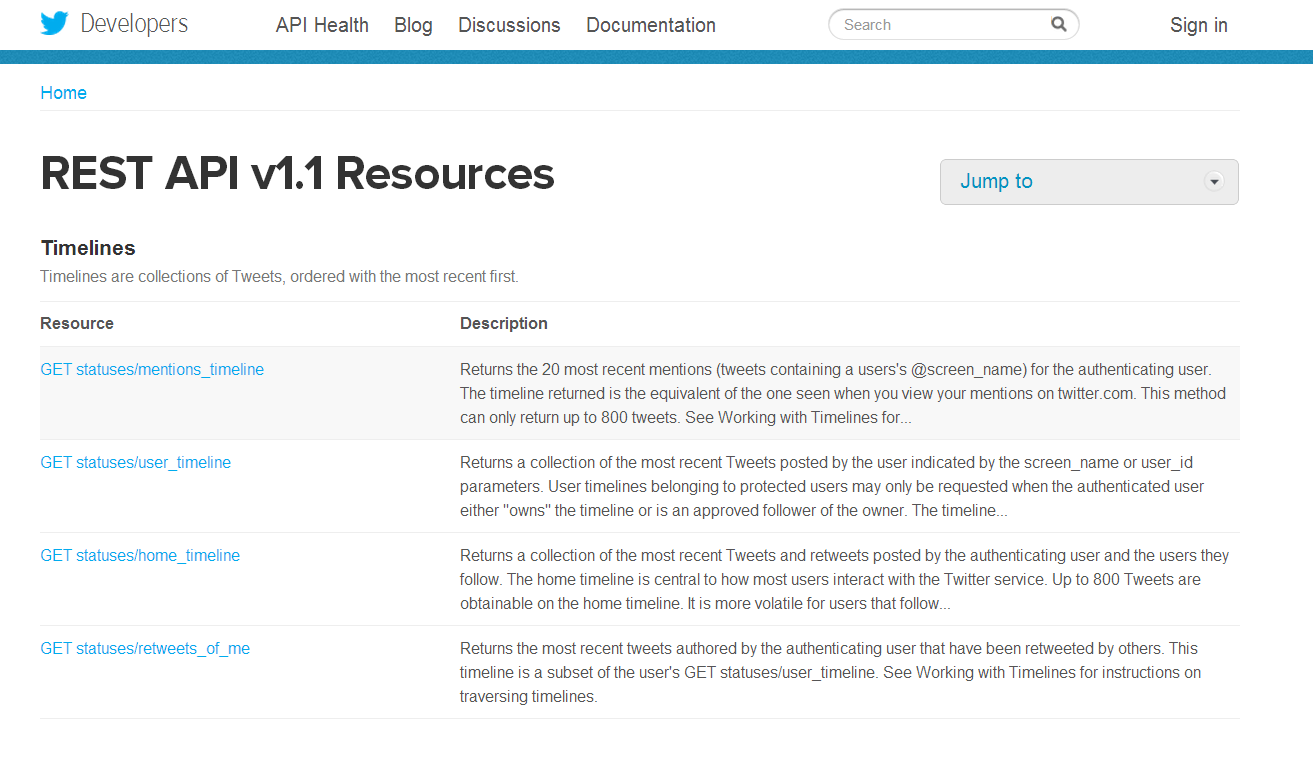 Developers API Health Blog Discussions Documentation Search Sign in
Home
REST API v1.1 Resources
Jump to
Timelines
Timelines are collections of Tweets, ordered with the most recent first.
Resource Description
GET statuses/mentions_timeline Returns the 20 most recent mentions (tweets containing a users's @screen_name) for the authenticating user.
The timeline returned is the equivalent of the one seen when you view your mentions on twitter.com. This method
can only return up to 800 tweets. See Working with Timelines for...
GET statuses/user_timeline Returns a collection of the most recent Tweets posted by the user indicated by the screen_name or user_id
parameters. User timelines belonging to protected users may only be requested when the authenticated user
either "owns" the timeline or is an approved follower of the owner. The timeline...
GET statuses/home_timeline Returns a collection of the most recent Tweets and retweets posted by the authenticating user and the users they
follow. The home timeline is central to how most users interact with the Twitter service. Up to 800 Tweets are
obtainable on the home timeline. It is more volatile for users that follow...
GET statuses/retweets_of_me Returns the most recent tweets authored by the authenticating user that have been retweeted by others. This
timeline is a subset of the user's GET statuses/user_timeline. See Working with Timelines for instructions on
traversing timelines.